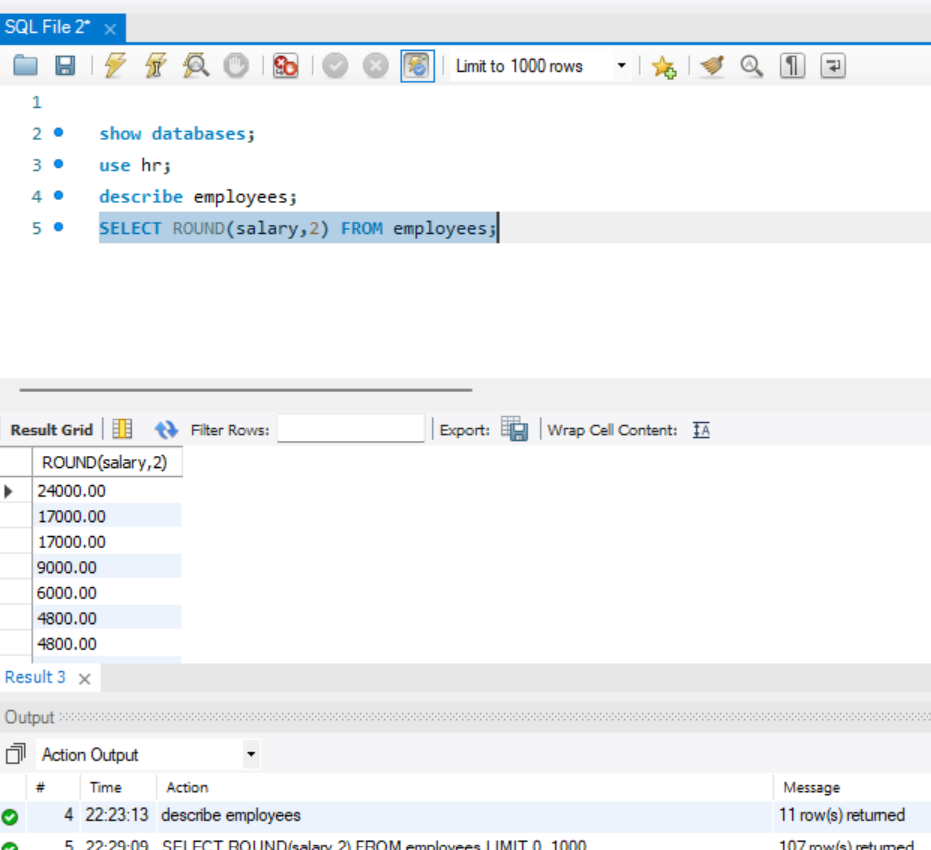 SQL File 2*
Limit to 1000 rows
1
2 show databases;
3 use hr;
4 describe employees;
5 SELECT ROUND(salary,2) FROM employees;
Result Grid Filter Rows: Export: Wrap Cell Content:
ROUND(salary,2)
24000.00
17000.00
17000.00
9000.00
6000.00
4800.00
4800.00
Result 3
Output
Action Output
# Time Action Message
4 22:23:13 describe employees 11 row(s) returned
5 22:29:09 SELECT ROUND(salary,2) FROM employees LIMIT 0, 1000 107 row(s) returned